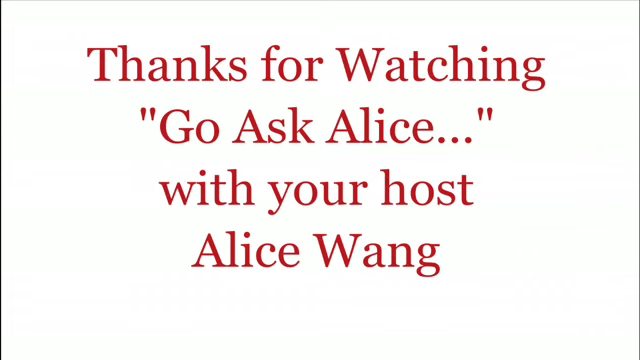 Thanks for Watching
"Go Ask Alice..."
with your host
Alice Wang